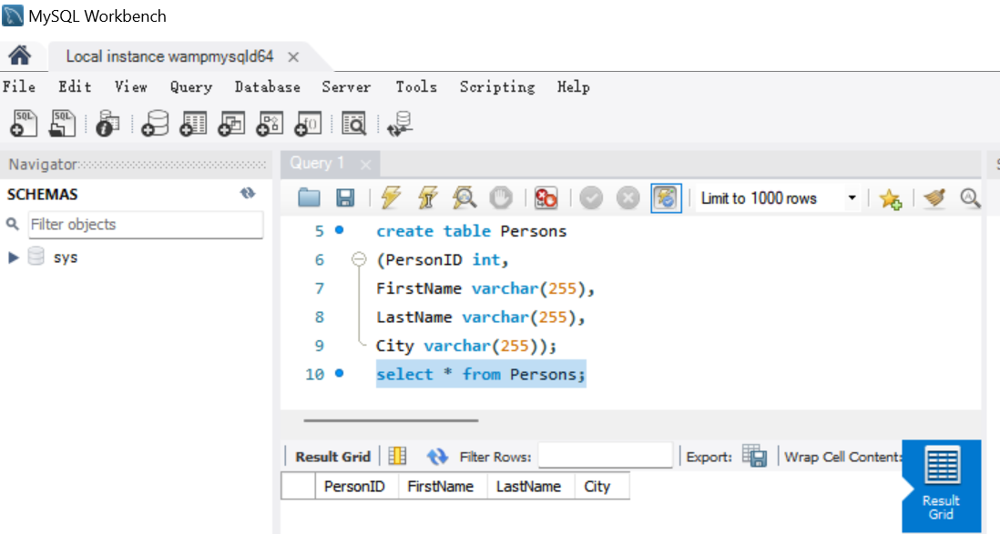 MySQL Workbench
Local instance wampmysqld64 ×
File Edit View Query Database Server Tools Scripting Help
Navigator
Query 1 ×
SCHEMAS
Limit to 1000 rows
Filter objects
sys
5 create table Persons
6 (PersonID int,
7 FirstName varchar(255),
8 LastName varchar(255),
9 City varchar(255));
10 select * from Persons;
Result Grid Filter Rows: Export: Wrap Cell Content:
PersonID FirstName LastName City
Result
Grid